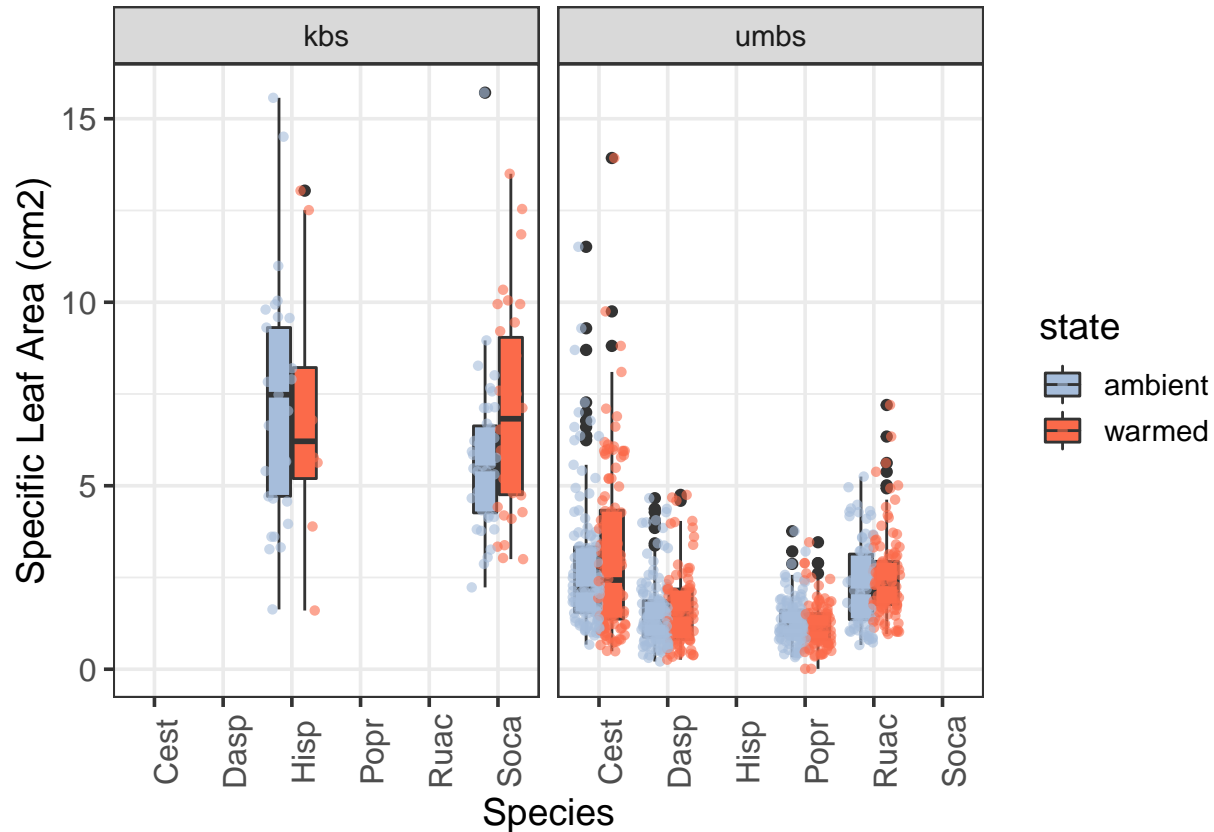 kbs
umbs
15
10
5
0
Specific Leaf Area (cm2)
Cest
Dasp
Hisp
Popr
Ruac
Soca
Cest
Dasp
Hisp
Popr
Ruac
Soca
Species
state
ambient
warmed